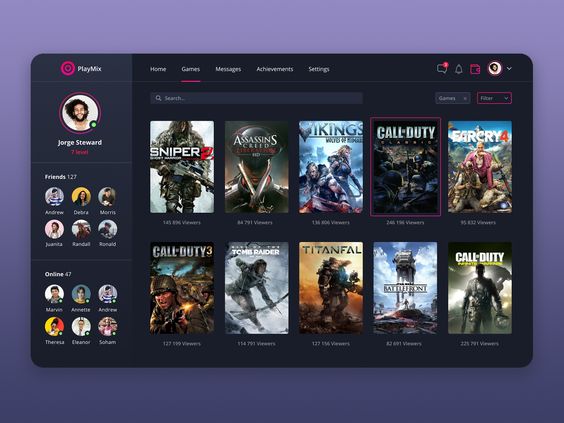 PlayMix
Home Games Messages Achievements Settings
Search...
Games ×
Filter
Jorge Steward
7 level
Friends 127
Andrew Debra Morris
Juanita Randall Ronald
Online 47
Marvin Annette Andrew
Theresa Eleanor Soham
SNIPER 2
GHOST WARRIOR
145 896 Viewers
ASSASSIN'S
CREED
HD
84 791 Viewers
VIKINGS
WOLVES OF MIDGARD
136 806 Viewers
CALL OF DUTY
CLASSIC
246 196 Viewers
FARCRY 4
95 832 Viewers
CALL OF DUTY 3
127 199 Viewers
RISE OF THE
TOMB RAIDER
114 791 Viewers
TITANFAL
127 156 Viewers
BATTLEFRONT
82 691 Viewers
CALL OF DUTY
INFINITE WARFARE
225 791 Viewers